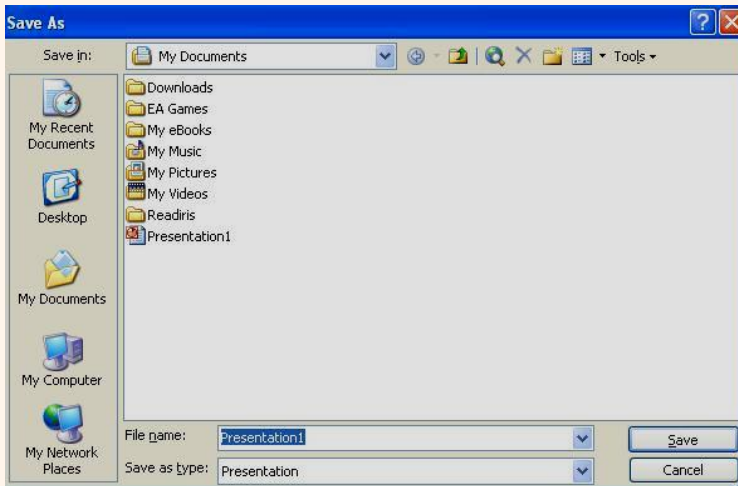 Save As
Save in:
My Documents
Tools
My Recent
Documents
Desktop
My Documents
My Computer
My Network
Places
Downloads
EA Games
My eBooks
My Music
My Pictures
My Videos
Readiris
Presentation1
File name:
Presentation1
Save
Save as type:
Presentation
Cancel